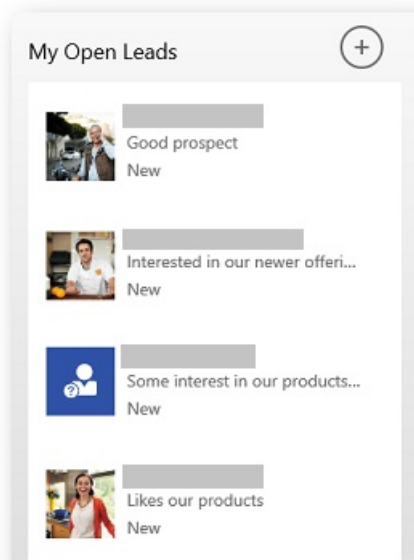 My Open Leads
Good prospect
New
Interested in our newer offeri...
New
Some interest in our products...
New
Likes our products
New